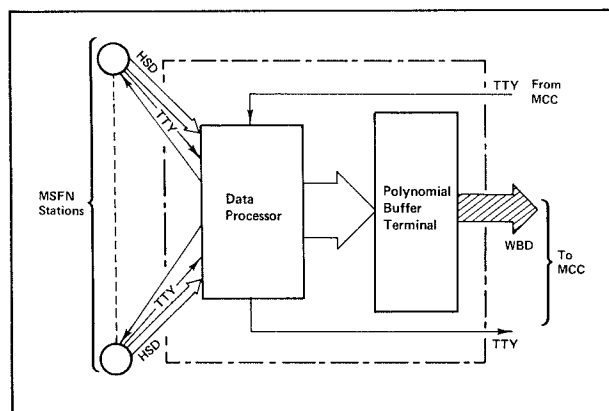 HSD
TTY
MSFN
Stations
TTY
HSD
Data
Processor
Polynomial
Buffer
Terminal
TTY From
MCC
WBD
To
MCC
TTY